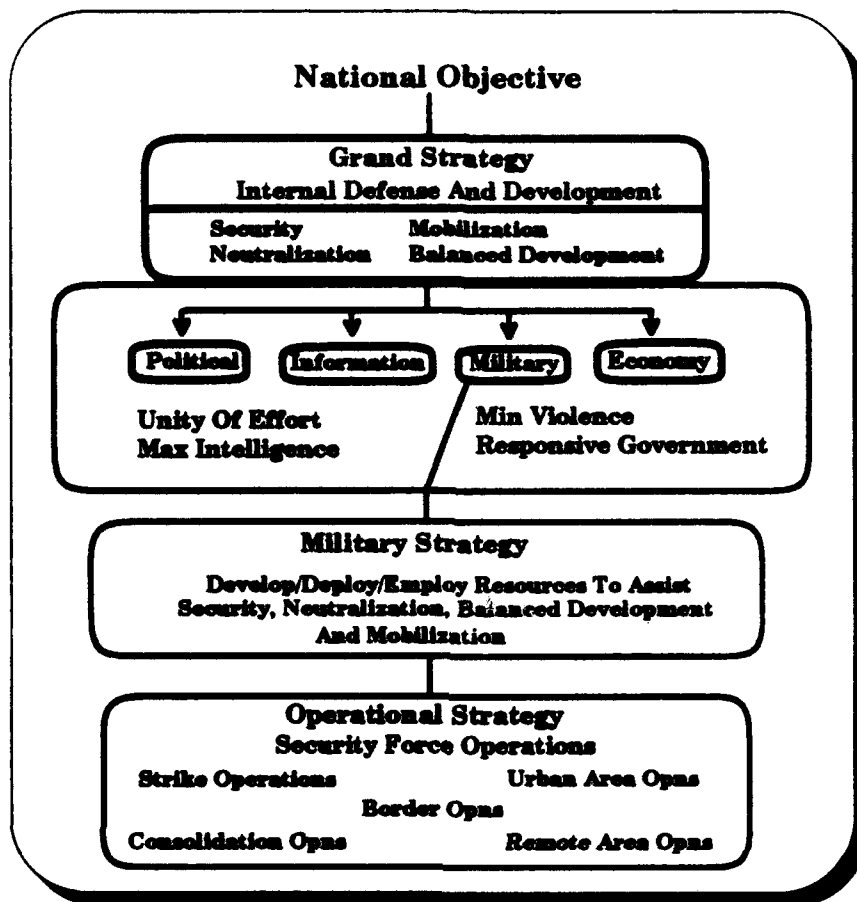 National Objective
Grand Strategy
Internal Defense And Development
Security Mobilization
Neutralization Balanced Development
Political Information Military Economy
Unity Of Effort Min Violence
Max Intelligence Responsive Government
Military Strategy
Develop/Deploy/Employ Resources To Assist
Security, Neutralization, Balanced Development
And Mobilization
Operational Strategy
Security Force Operations
Strike Operations Urban Area Opns
Border Opns
Consolidation Opns Remote Area Opns